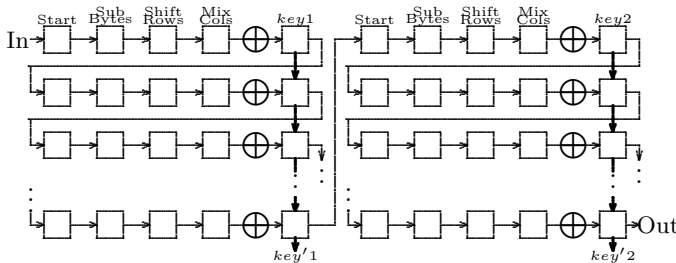 Start Sub Bytes Shift Rows Mix Cols key1 Start Sub Bytes Shift Rows Mix Cols key2
In
Out
key'1 key'2